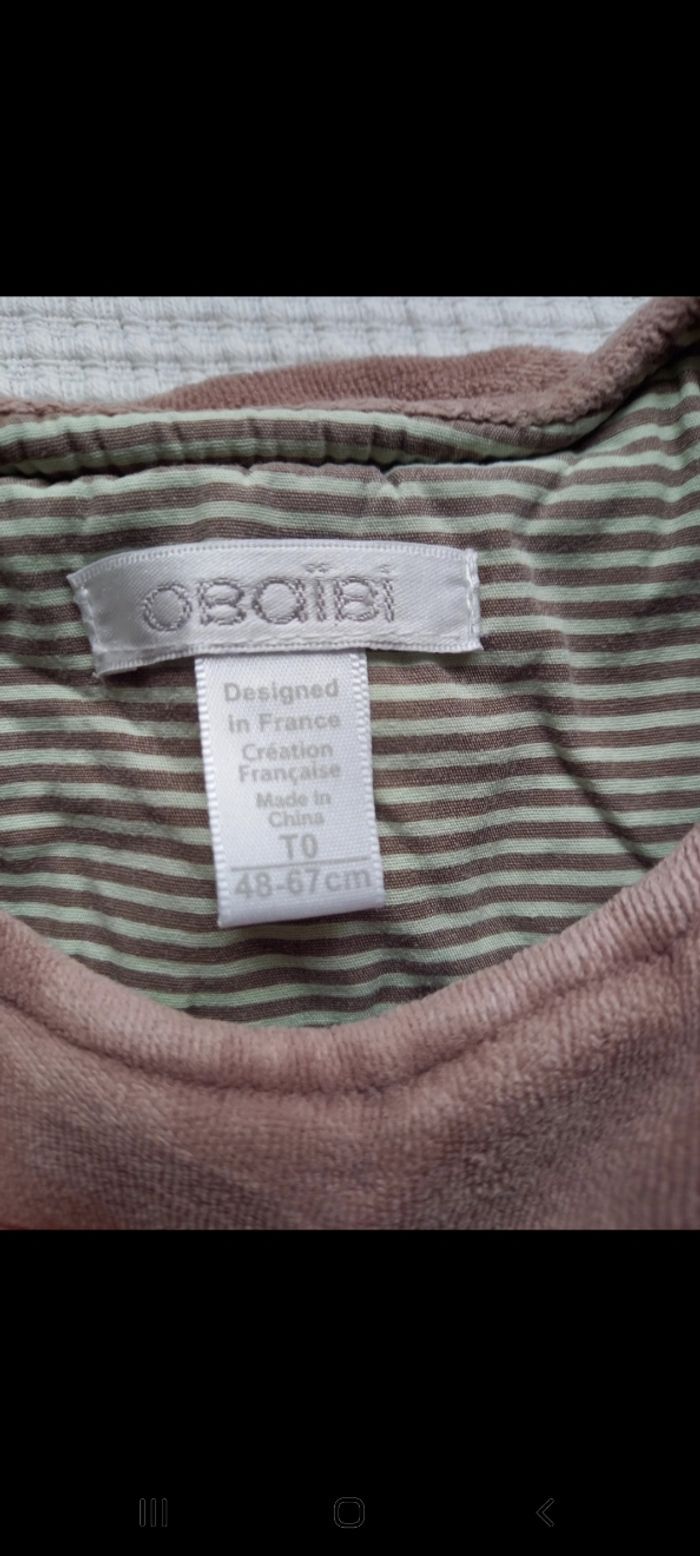 OBaïBi
Designed
in France
Création
Française
Made in
China
T0
48-67cm